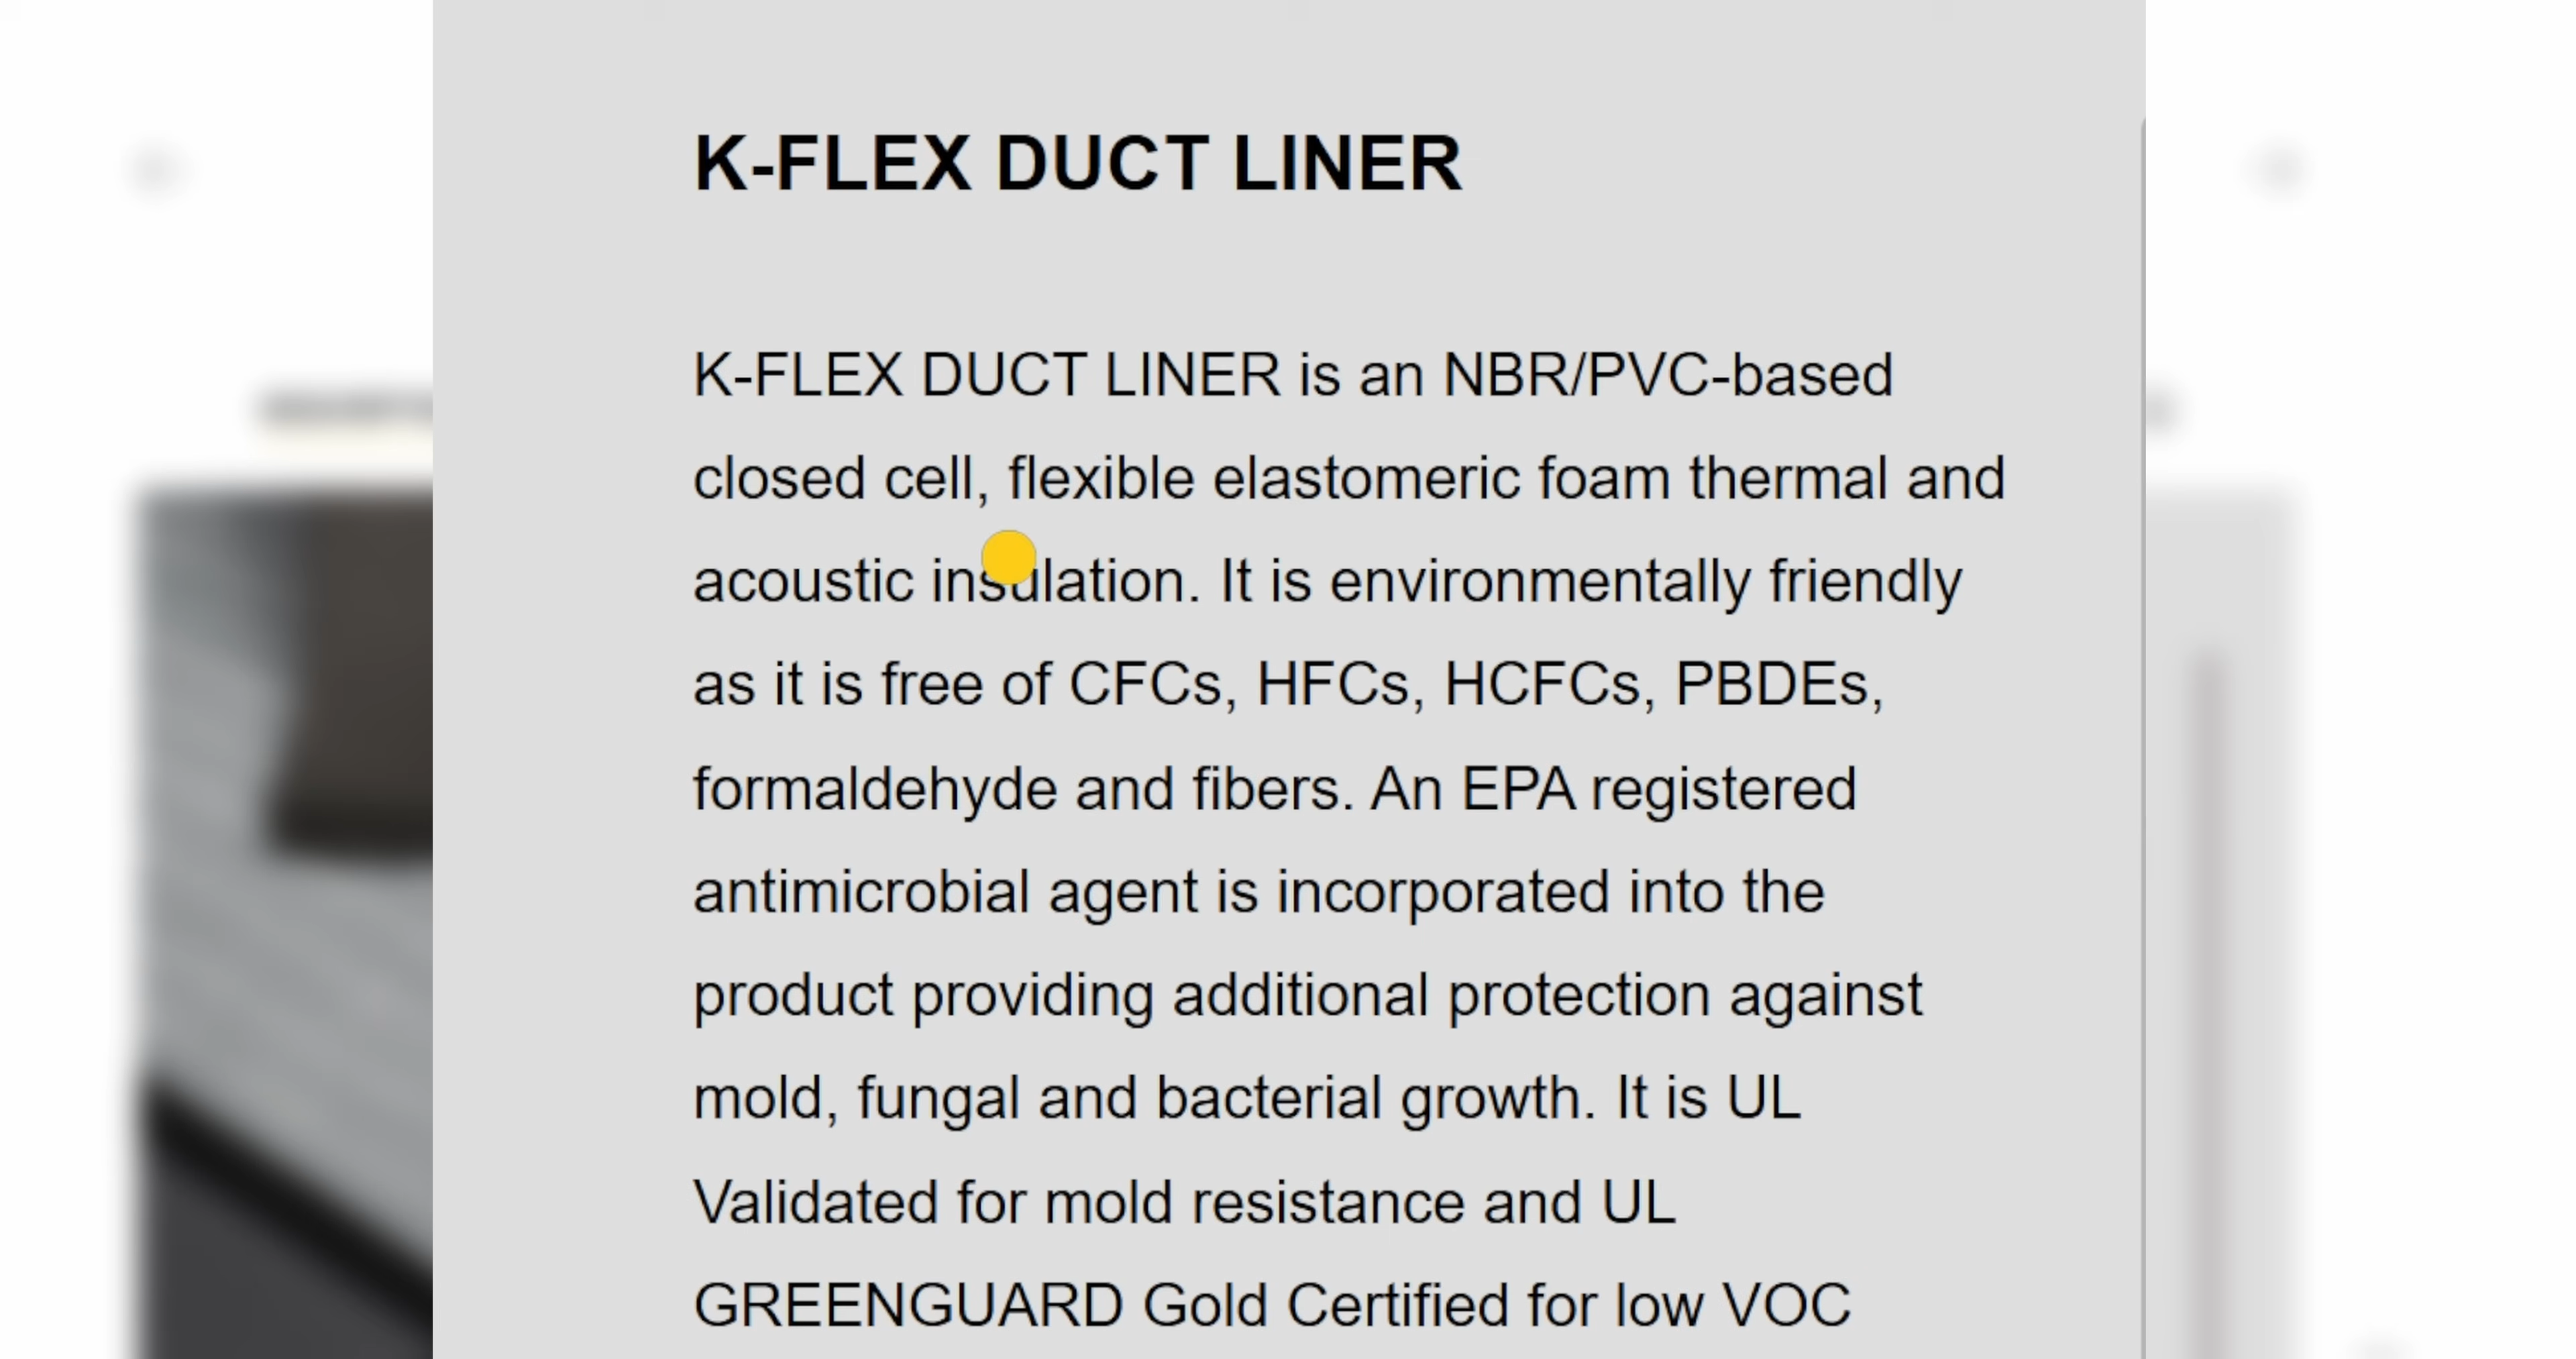 K-FLEX DUCT LINER
K-FLEX DUCT LINER is an NBR/PVC-based
closed cell, flexible elastomeric foam thermal and
acoustic insulation. It is environmentally friendly
as it is free of CFCs, HFCs, HCFCs, PBDEs,
formaldehyde and fibers. An EPA registered
antimicrobial agent is incorporated into the
product providing additional protection against
mold, fungal and bacterial growth. It is UL
Validated for mold resistance and UL
GREENGUARD Gold Certified for low VOC